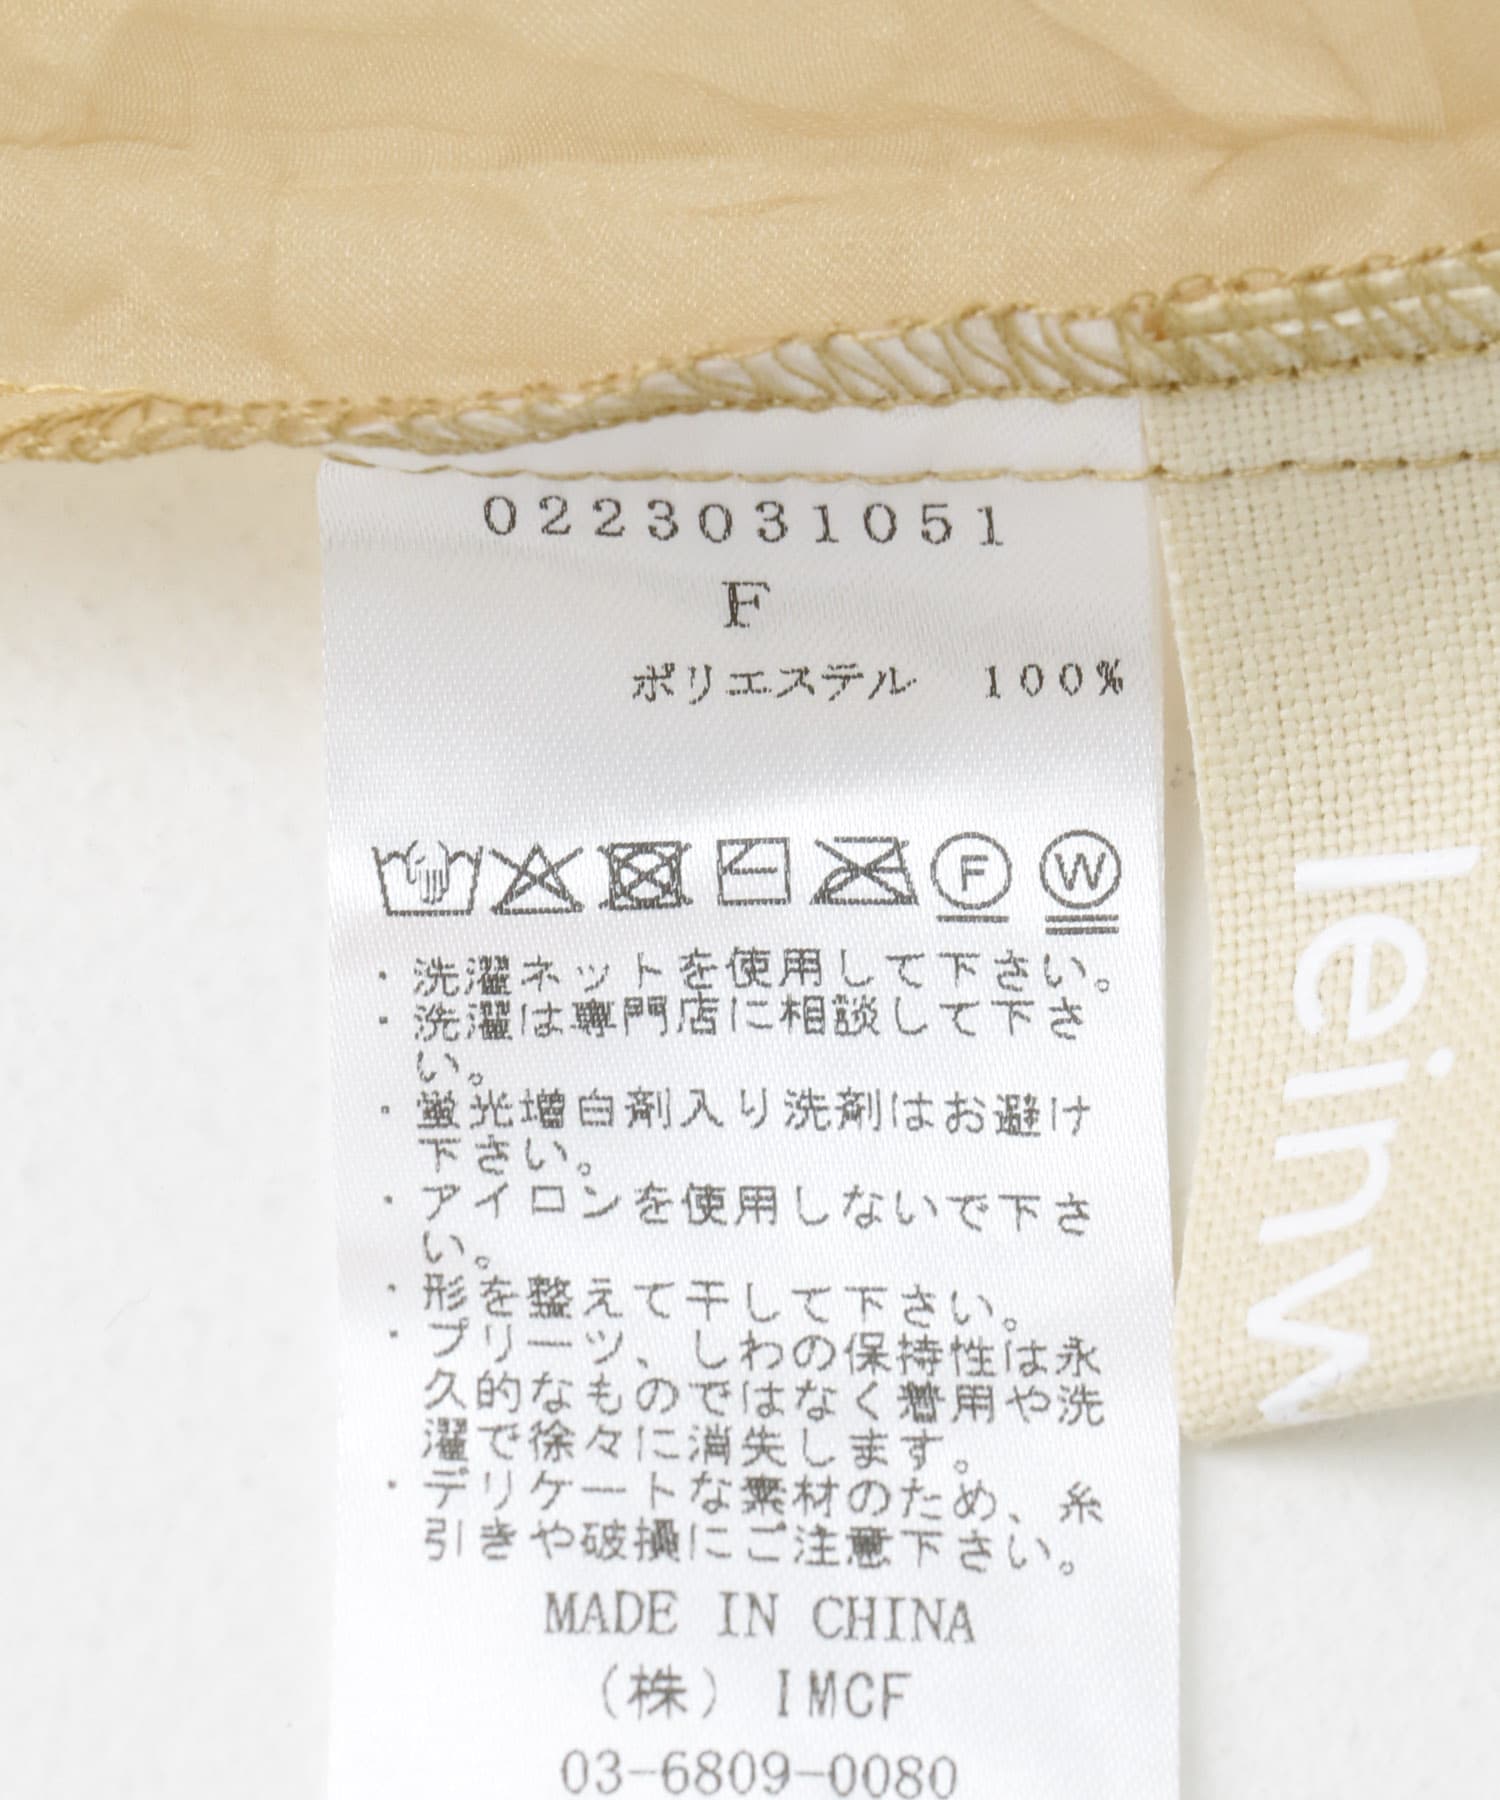 0223031051
F
ポリエステル 100%
F
W
・洗濯ネットを使用して下さい。
・洗濯は専門店に相談して下さ
い。
・蛍光増白剤入り洗剤はお避け
下さい。
・アイロンを使用しないで下さ
い。
・形を整えて干して下さい。
・プリーツ、しわの保持性は永
久的なものではなく着用や洗
濯で徐々に消失します。
・デリケートな素材のため、糸
引きや破損にご注意下さい。
MADE IN CHINA
(株) IMCF
03-6809-0080
leinw